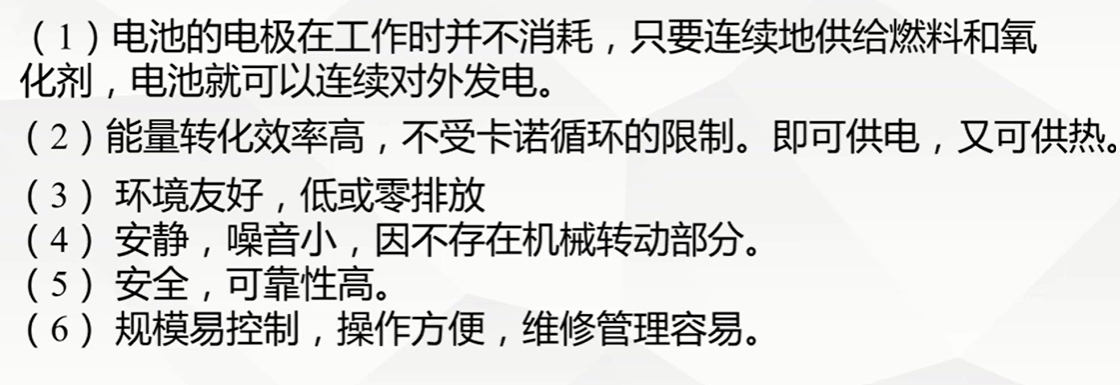 （1）电池的电极在工作时并不消耗，只要连续地供给燃料和氧
化剂，电池就可以连续对外发电。
（2）能量转化效率高，不受卡诺循环的限制。即可供电，又可供热。
（3） 环境友好，低或零排放
（4） 安静，噪音小，因不存在机械转动部分。
（5） 安全，可靠性高。
（6） 规模易控制，操作方便，维修管理容易。